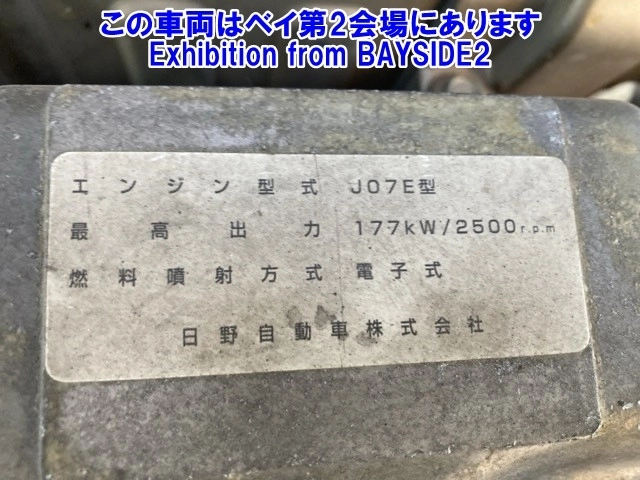 この車両はベイ第2会場にあります
Exhibition from BAYSIDE2
エンジン型式 J07E型
最高出力 177kW/2500r.p.m
燃料噴射方式 電子式
日野自動車株式会社